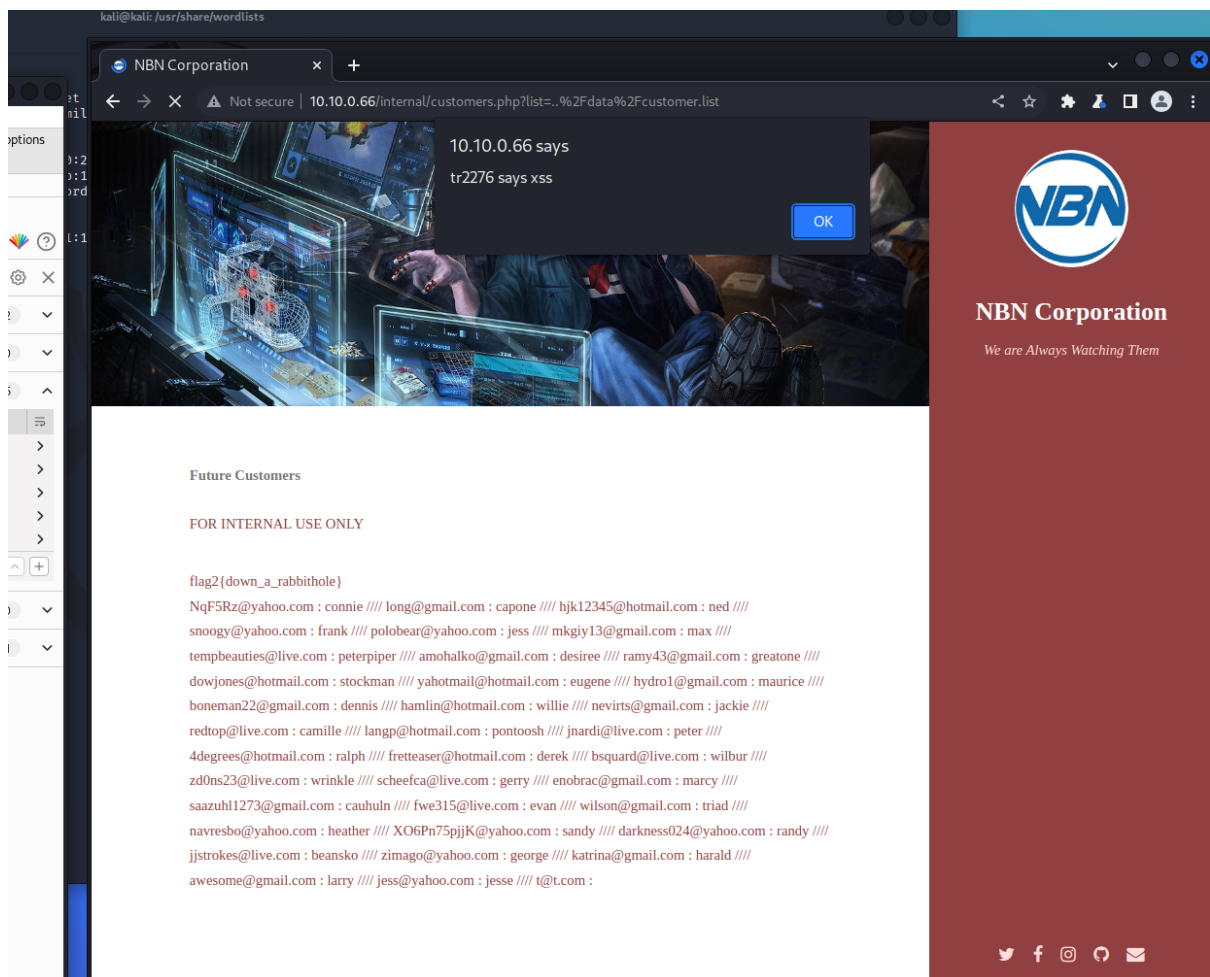 kali@kali: /usr/share/wordlists
NBN Corporation
Not secure
10.10.0.66/internal/customers.php?list=..%2Fdata%2Fcustomer.list
10.10.0.66 says
tr2276 says xss
OK
NBN
NBN Corporation
We are Always Watching Them
Future Customers
FOR INTERNAL USE ONLY
flag2{down_a_rabbithole}
NqF5Rz@yahoo.com : connie //// long@gmail.com : capone //// hjk12345@hotmail.com : ned ////
snoogy@yahoo.com : frank //// polobear@yahoo.com : jess //// mkgiy13@gmail.com : max ////
tempbeauties@live.com : peterpiper //// amohalko@gmail.com : desiree //// ramy43@gmail.com : greatone ////
dowjones@hotmail.com : stockman //// yahotmail@hotmail.com : eugene //// hydro1@gmail.com : maurice ////
boneman22@gmail.com : dennis //// hamlin@hotmail.com : willie //// nevirts@gmail.com : jackie ////
redtop@live.com : camille //// langp@hotmail.com : pontoosh //// jnardi@live.com : peter ////
4degrees@hotmail.com : ralph //// fretteaser@hotmail.com : derek //// bsquard@live.com : wilbur ////
zd0ns23@live.com : wrinkle //// scheefca@live.com : gerry //// enobrac@gmail.com : marcy ////
saazuhl1273@gmail.com : cauhuln //// fwe315@live.com : evan //// wilson@gmail.com : triad ////
navresbo@yahoo.com : heather //// XO6Pn75pjjK@yahoo.com : sandy //// darkness024@yahoo.com : randy ////
jjstrokes@live.com : beansko //// zimago@yahoo.com : george //// katrina@gmail.com : harald ////
awesome@gmail.com : larry //// jess@yahoo.com : jesse //// t@t.com :